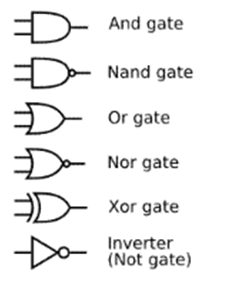 And gate
Nand gate
Or gate
Nor gate
Xor gate
Inverter
(Not gate)